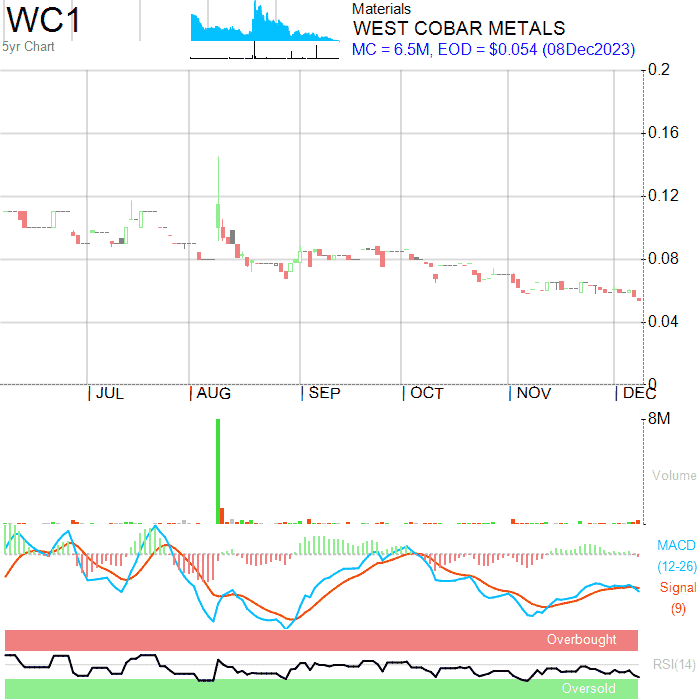 WC1
5yr Chart
Materials
WEST COBAR METALS
MC = 6.5M, EOD = $0.054 (08Dec2023)
0.2
0.16
0.12
0.08
0.04
0
JUL AUG SEP OCT NOV DEC
8M
Volume
MACD
(12-26)
Signal
(9)
Overbought
RSI(14)
Oversold